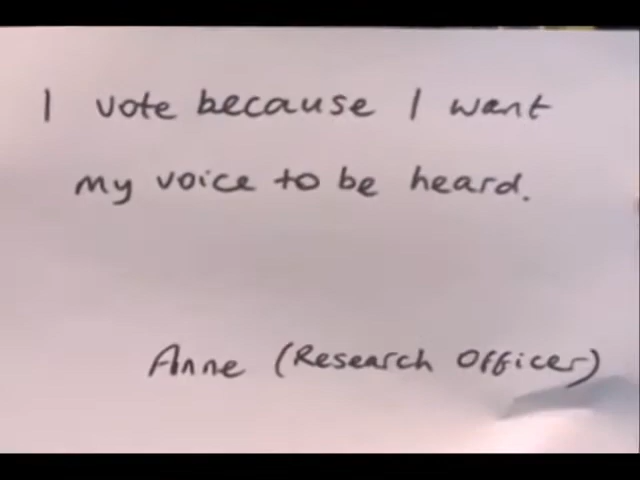 I vote because I want
my voice to be heard.
Anne (Research Officer)